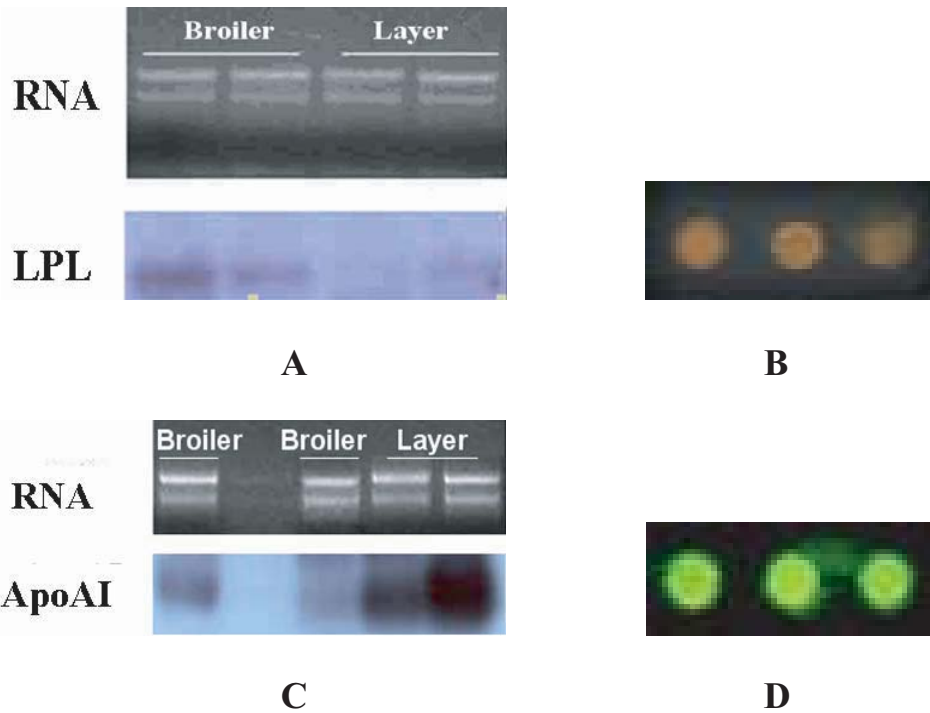 Broiler Layer
RNA
LPL
A
B
Broiler Broiler Layer
RNA
ApoAI
C
D